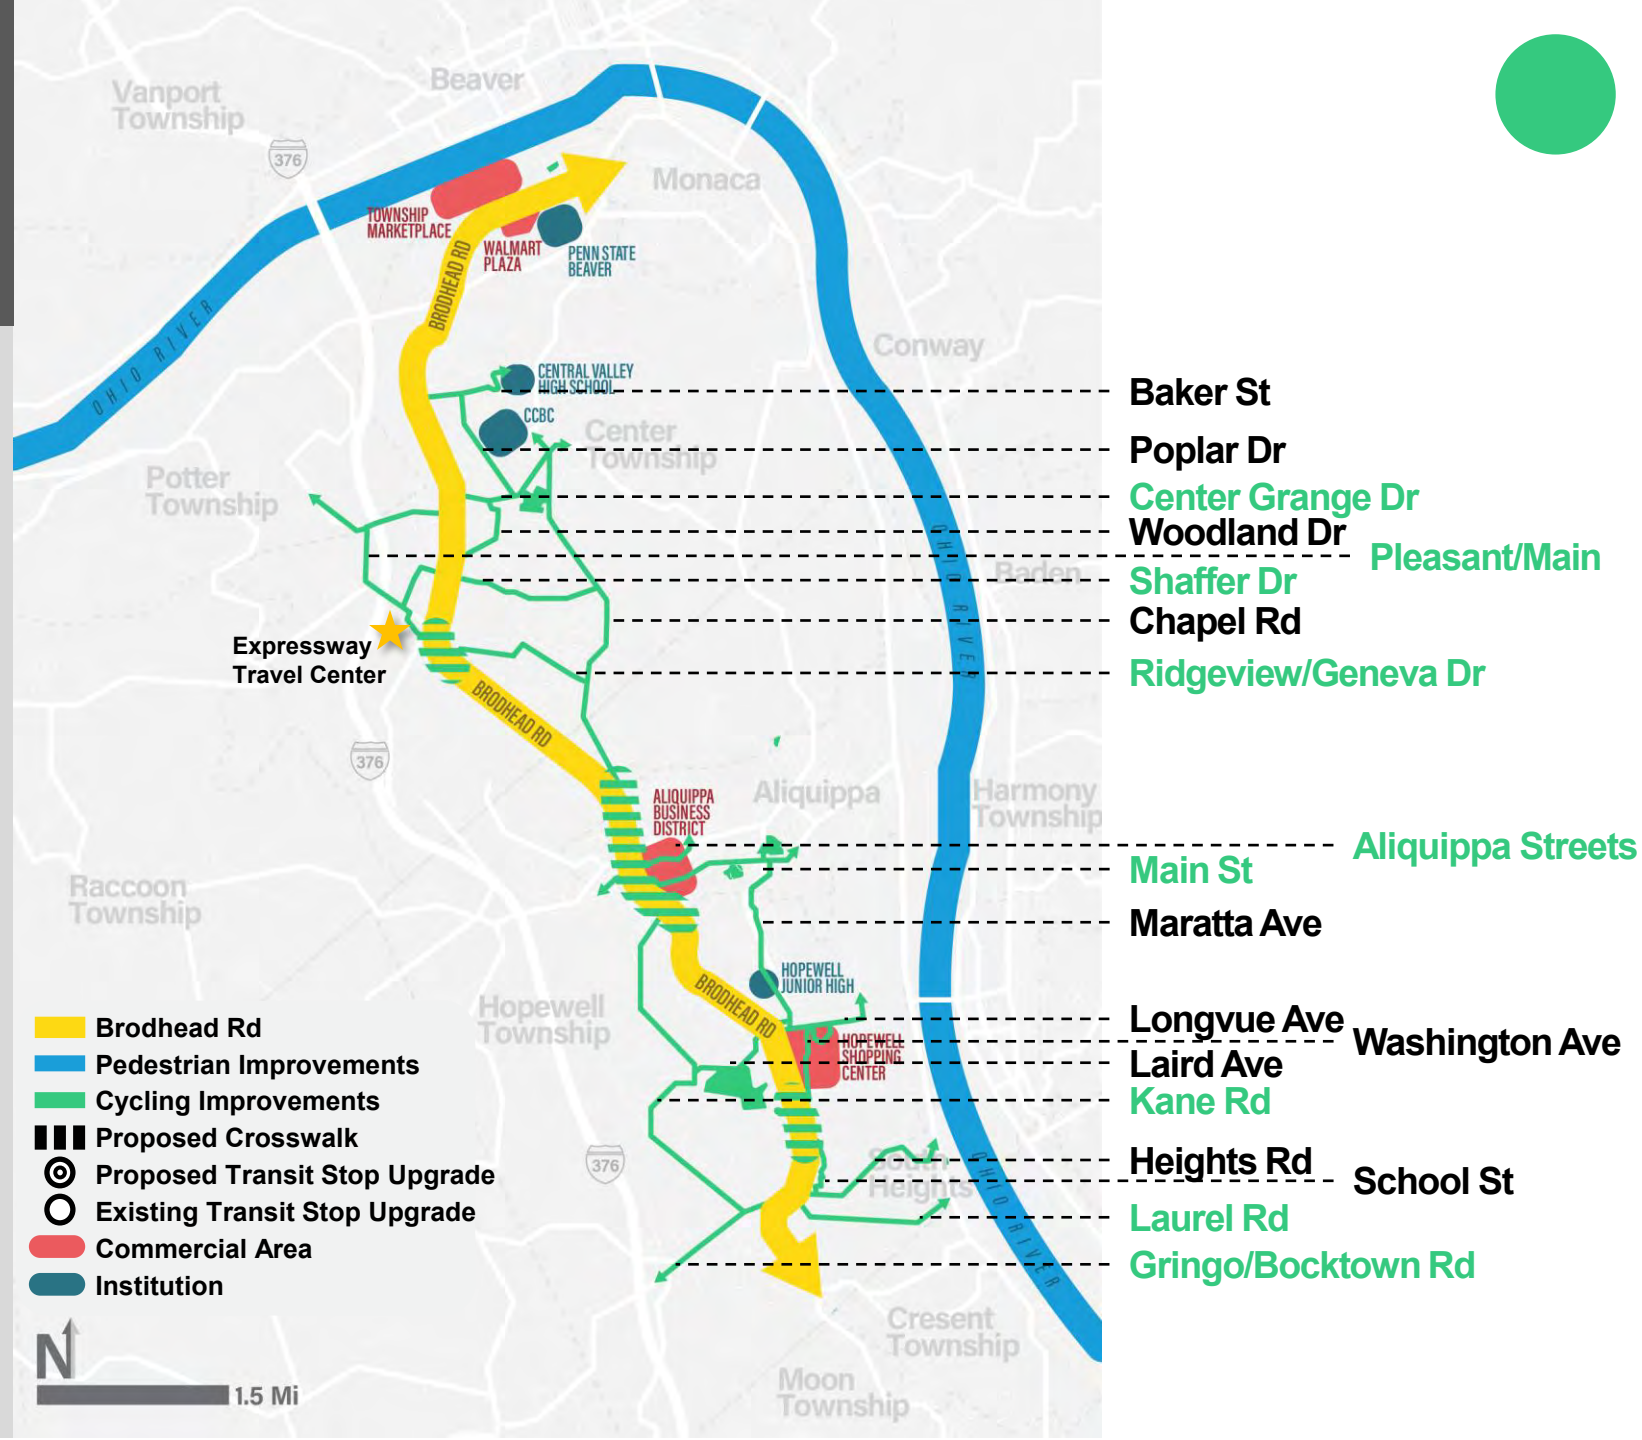 Vanport
Township
Beaver
376
Monaca
TOWNSHIP
MARKETPLACE
WALMART
PLAZA
PENN STATE
BEAVER
BRODHEAD RD
OHIO RIVER
Conway
CENTRAL VALLEY
HIGH SCHOOL
CCBC
Center
Township
Potter
Township
Baker St
Poplar Dr
Center Grange Dr
Woodland Dr
Pleasant/Main
Shaffer Dr
Chapel Rd
Ridgeview/Geneva Dr
OHIO RIVER
Baden
Expressway
Travel Center
BRODHEAD RD
376
ALIQUIPPA
BUSINESS
DISTRICT
Aliquippa
Harmony
Township
Aliquippa Streets
Main St
Maratta Ave
Raccoon
Township
HOPEWELL
JUNIOR HIGH
BRODHEAD RD
Hopewell
Township
HOPEWELL
SHOPPING
CENTER
Longvue Ave
Washington Ave
Laird Ave
Kane Rd
Heights Rd
School St
Laurel Rd
Gringo/Bocktown Rd
376
South
Heights
OHIO RIVER
Cresent
Township
Moon
Township
Brodhead Rd
Pedestrian Improvements
Cycling Improvements
Proposed Crosswalk
Proposed Transit Stop Upgrade
Existing Transit Stop Upgrade
Commercial Area
Institution
N
1.5 Mi